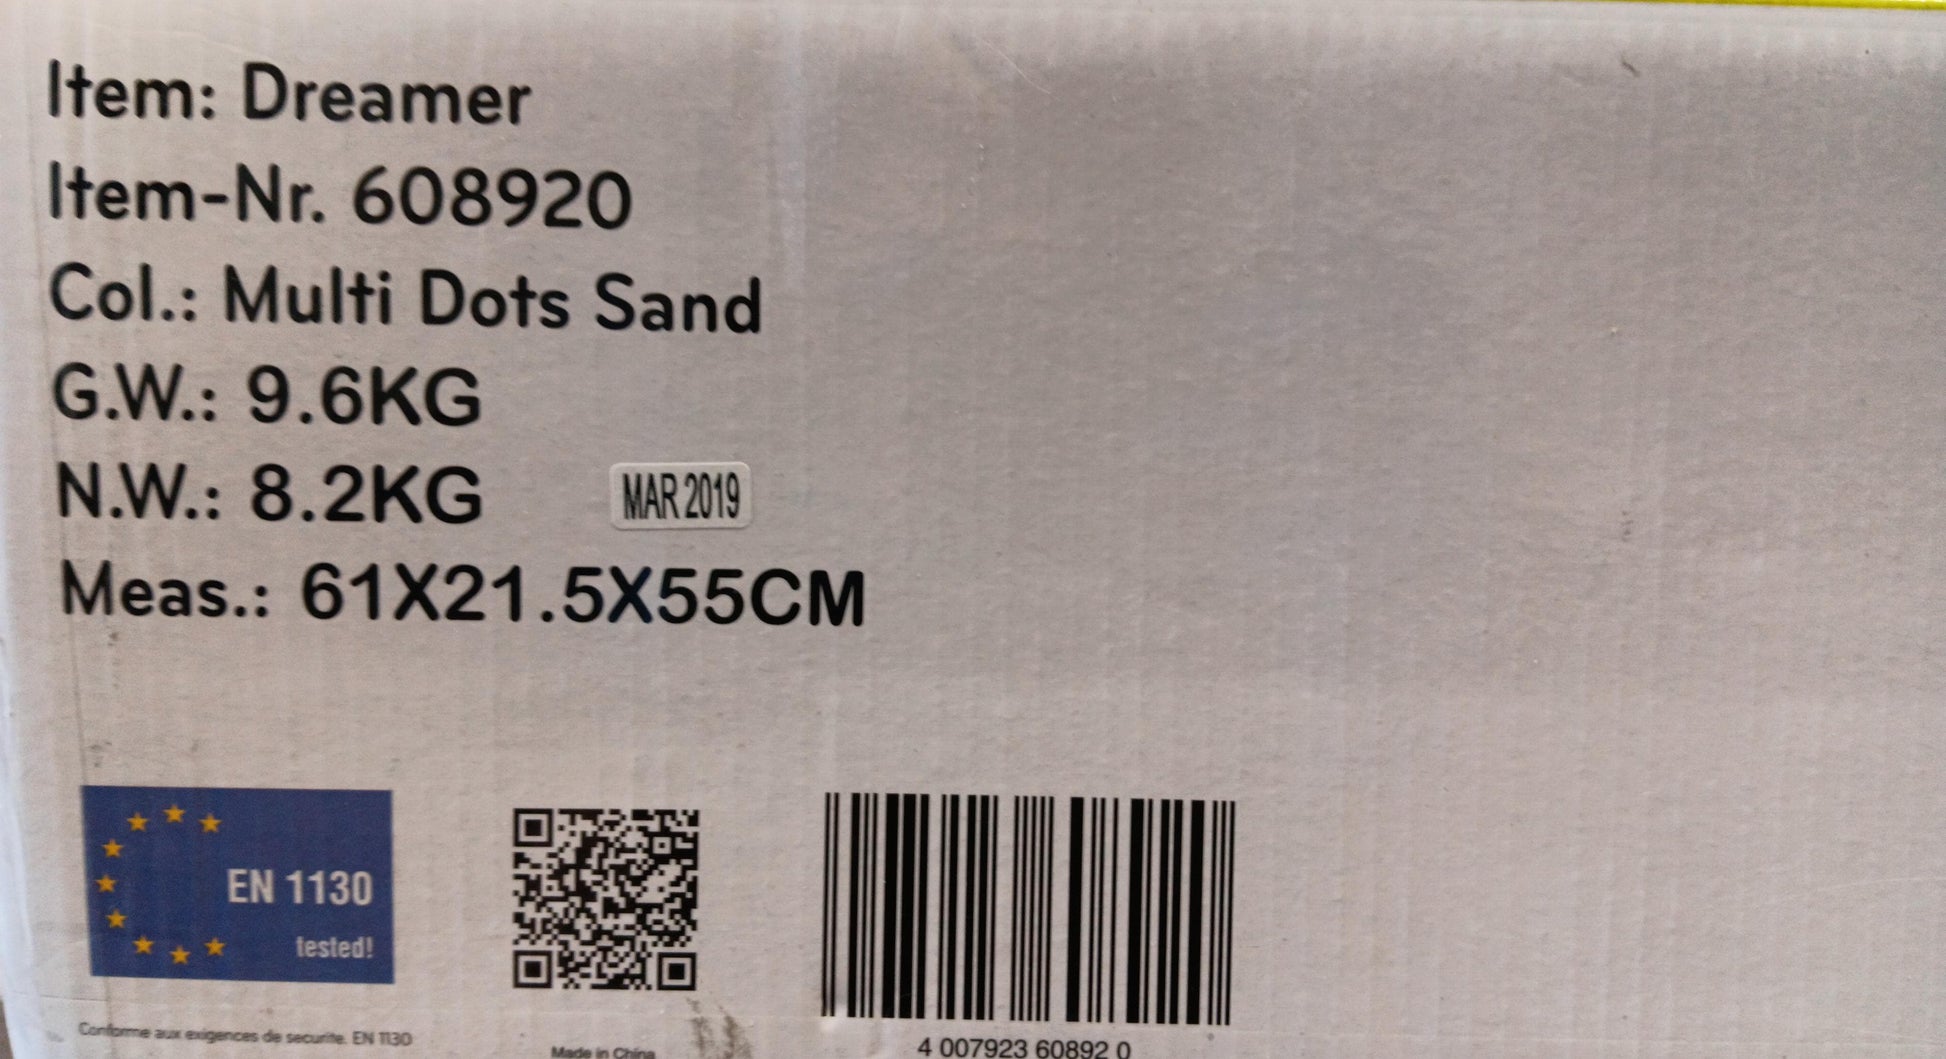 Item: Dreamer
Item-Nr. 608920
Col.: Multi Dots Sand
G.W.: 9.6KG
N.W.: 8.2KG
MAR 2019
Meas.: 61X21.5X55CM
EN 1130
tested!
Conforme aux exigences de securite. EN 1130
Made in China
4 007923 60892 0